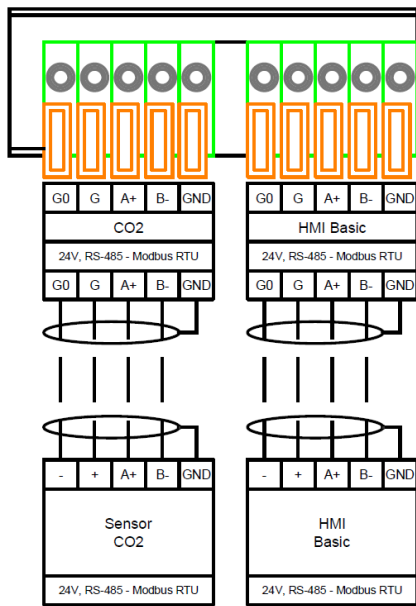 G0 G A+ B- GND G0 G A+ B- GND
CO2 HMI Basic
24V, RS-485 - Modbus RTU 24V, RS-485 - Modbus RTU
G0 G A+ B- GND G0 G A+ B- GND
- + A+ B- GND - + A+ B- GND
Sensor HMI
CO2 Basic
24V, RS-485 - Modbus RTU 24V, RS-485 - Modbus RTU